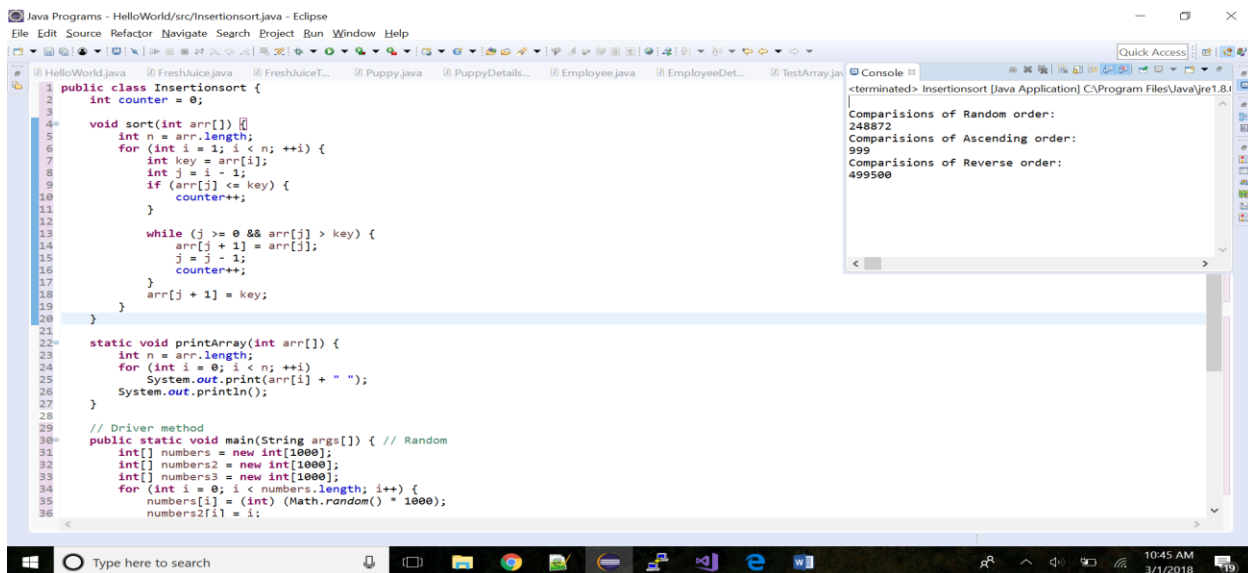 Java Programs - HelloWorld/src/Insertionsort.java - Eclipse
File Edit Source Refactor Navigate Search Project Run Window Help
Quick Access
HelloWorld.java FreshJuice.java FreshJuiceT... Puppy.java PuppyDetails... Employee.java EmployeeDet... TestArray.jav
Console
<terminated> Insertionsort [Java Application] C:\Program Files\Java\jre1.8.
Comparisions of Random order:
248872
Comparisions of Ascending order:
999
Comparisions of Reverse order:
499500
1 public class Insertionsort {
2 int counter = 0;
3
4 void sort(int arr[]) {
5 int n = arr.length;
6 for (int i = 1; i < n; ++i) {
7 int key = arr[i];
8 int j = i - 1;
9 if (arr[j] <= key) {
10 counter++;
11 }
12
13 while (j >= 0 && arr[j] > key) {
14 arr[j + 1] = arr[j];
15 j = j - 1;
16 counter++;
17 }
18 arr[j + 1] = key;
19 }
20 }
21
22 static void printArray(int arr[]) {
23 int n = arr.length;
24 for (int i = 0; i < n; ++i)
25 System.out.print(arr[i] + " ");
26 System.out.println();
27 }
28
29 // Driver method
30 public static void main(String args[]) { // Random
31 int[] numbers = new int[1000];
32 int[] numbers2 = new int[1000];
33 int[] numbers3 = new int[1000];
34 for (int i = 0; i < numbers.length; i++) {
35 numbers[i] = (int) (Math.random() * 1000);
36 numbers2[i] = i;
Type here to search
10:45 AM
3/1/2018
19